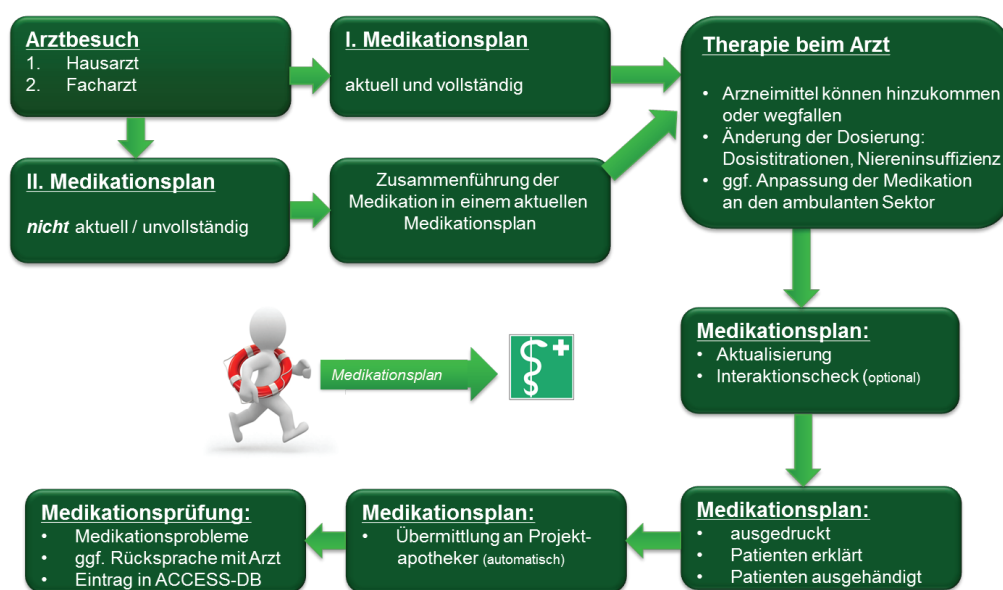 Arztbesuch
1. Hausarzt
2. Facharzt
I. Medikationsplan
aktuell und vollständig
II. Medikationsplan
nicht aktuell / unvollständig
Zusammenführung der
Medikation in einem aktuellen
Medikationsplan
Therapie beim Arzt
• Arzneimittel können hinzukommen
oder wegfallen
• Änderung der Dosierung:
Dosistitrationen, Niereninsuffizienz
• ggf. Anpassung der Medikation
an den ambulanten Sektor
Medikationsplan:
• Aktualisierung
• Interaktionscheck (optional)
Medikationsplan
Medikationsplan:
• ausgedruckt
• Patienten erklärt
• Patienten ausgehändigt
Medikationsplan:
• Übermittlung an Projekt-
apotheker (automatisch)
Medikationsprüfung:
• Medikationsprobleme
• ggf. Rücksprache mit Arzt
• Eintrag in ACCESS-DB